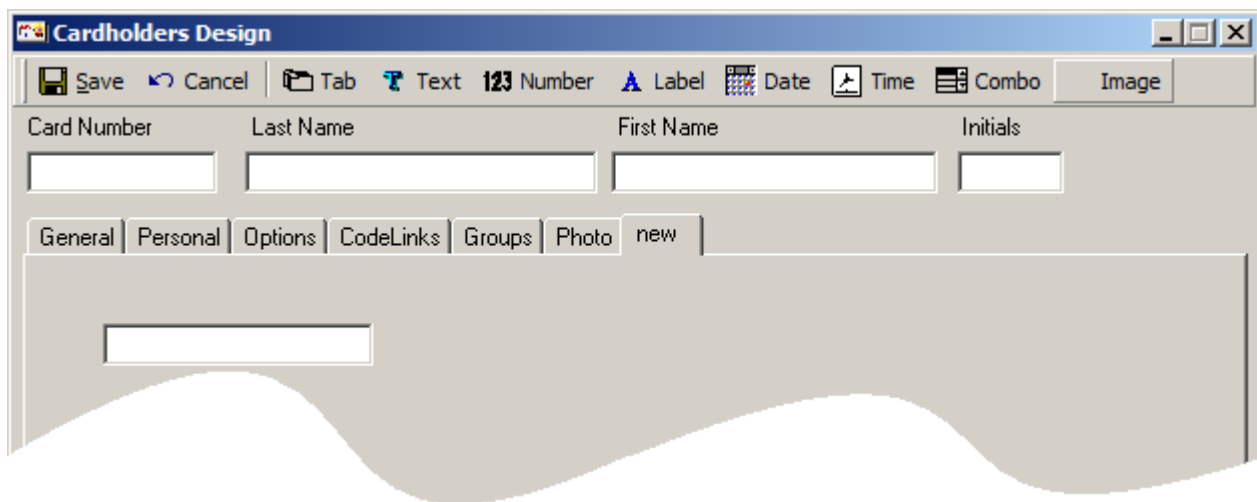 Cardholders Design
Save Cancel Tab Text 123 Number A Label Date Time Combo Image
Card Number Last Name First Name Initials
General Personal Options CodeLinks Groups Photo new